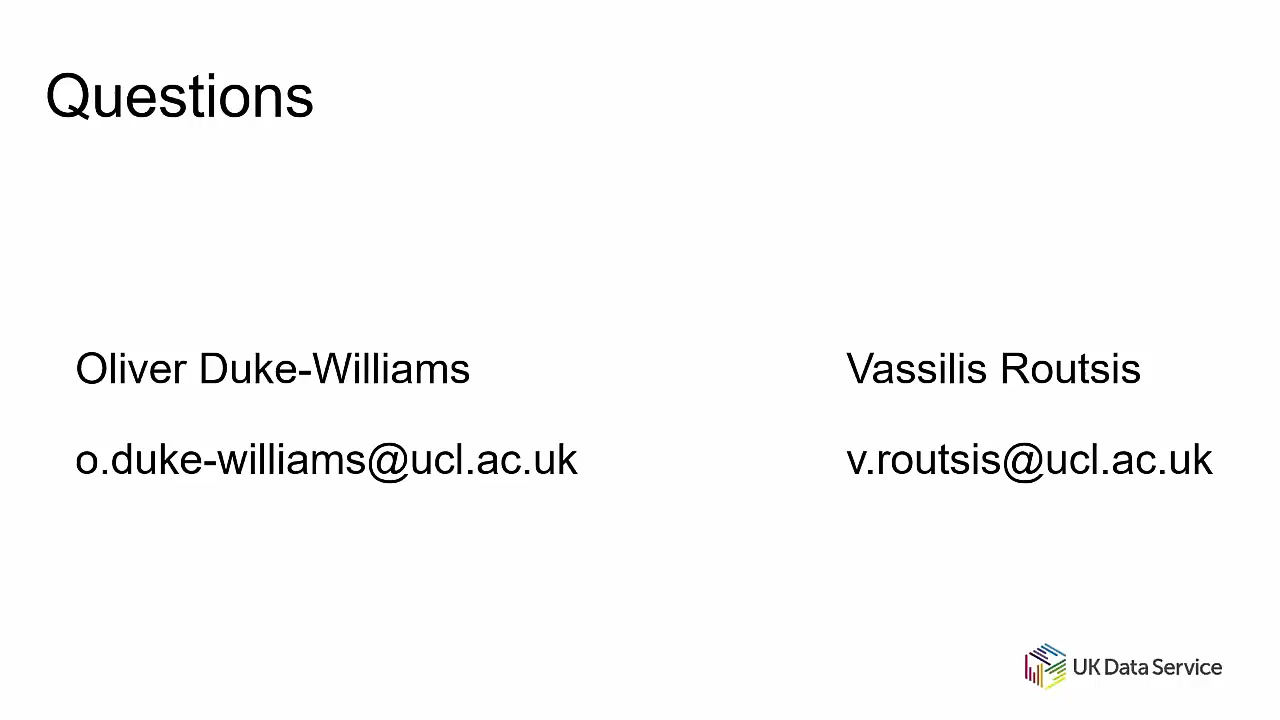 Questions
Oliver Duke-Williams
o.duke-williams@ucl.ac.uk
Vassilis Routsis
v.routsis@ucl.ac.uk
UK Data Service